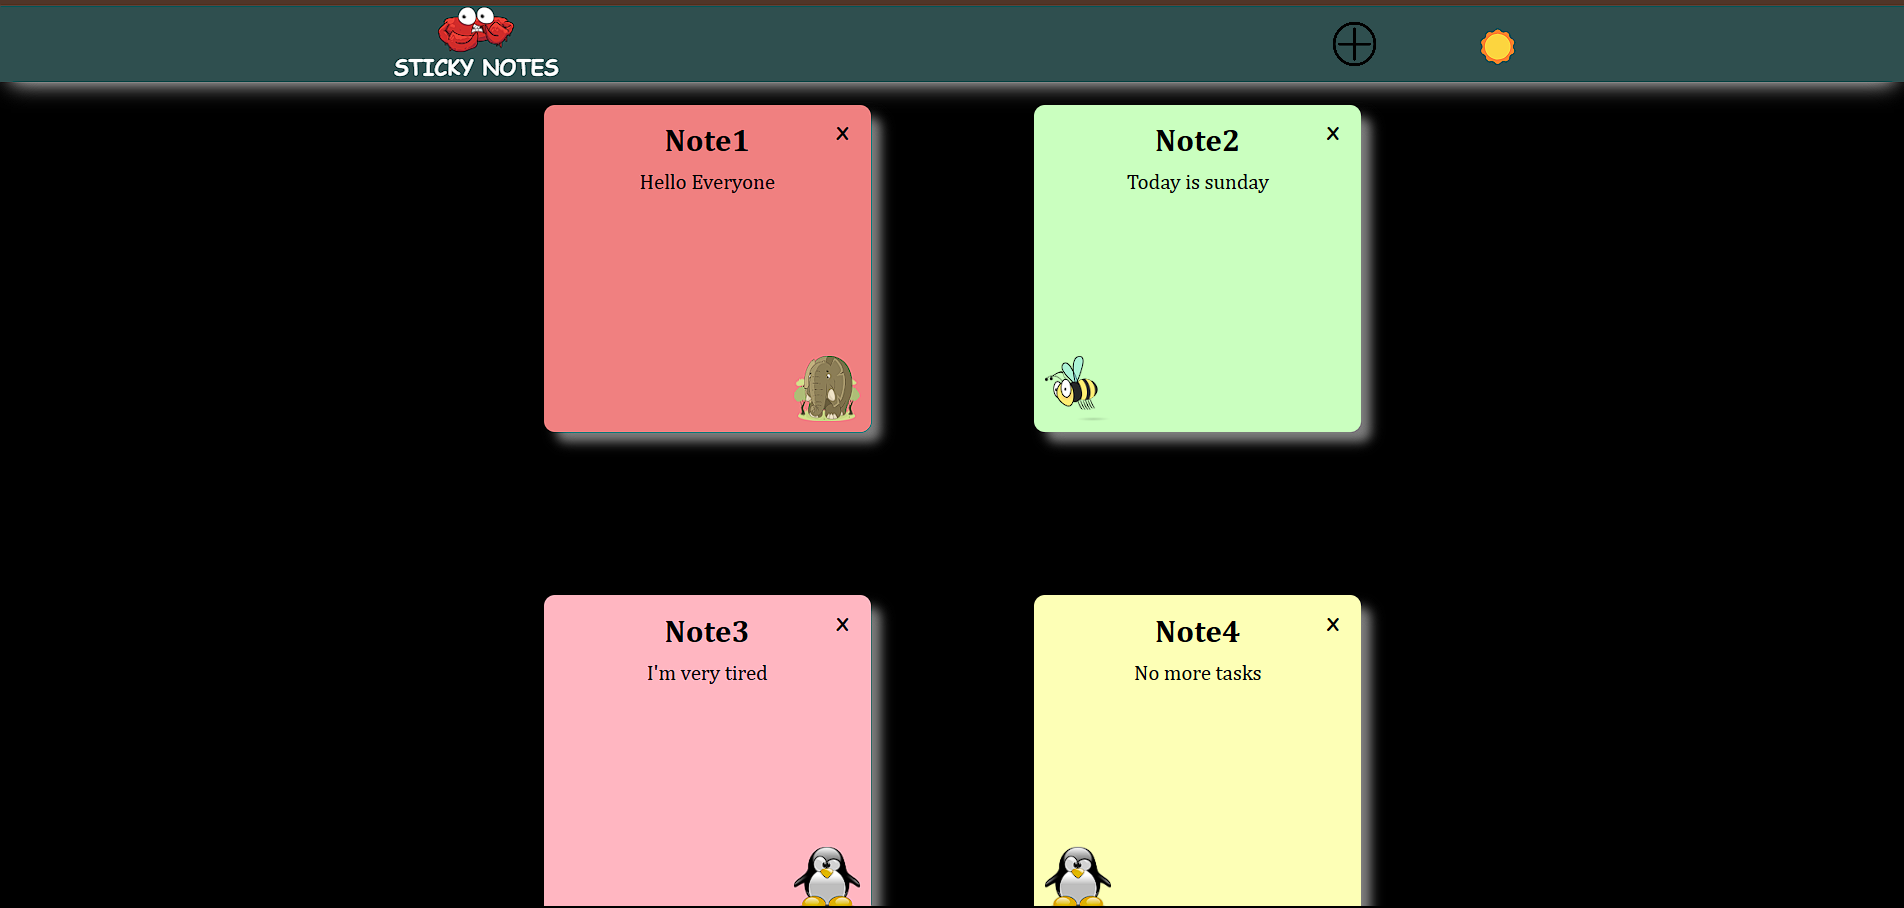 STICKY NOTES
Note1
x
Hello Everyone
Note2
x
Today is sunday
Note3
x
I'm very tired
Note4
x
No more tasks